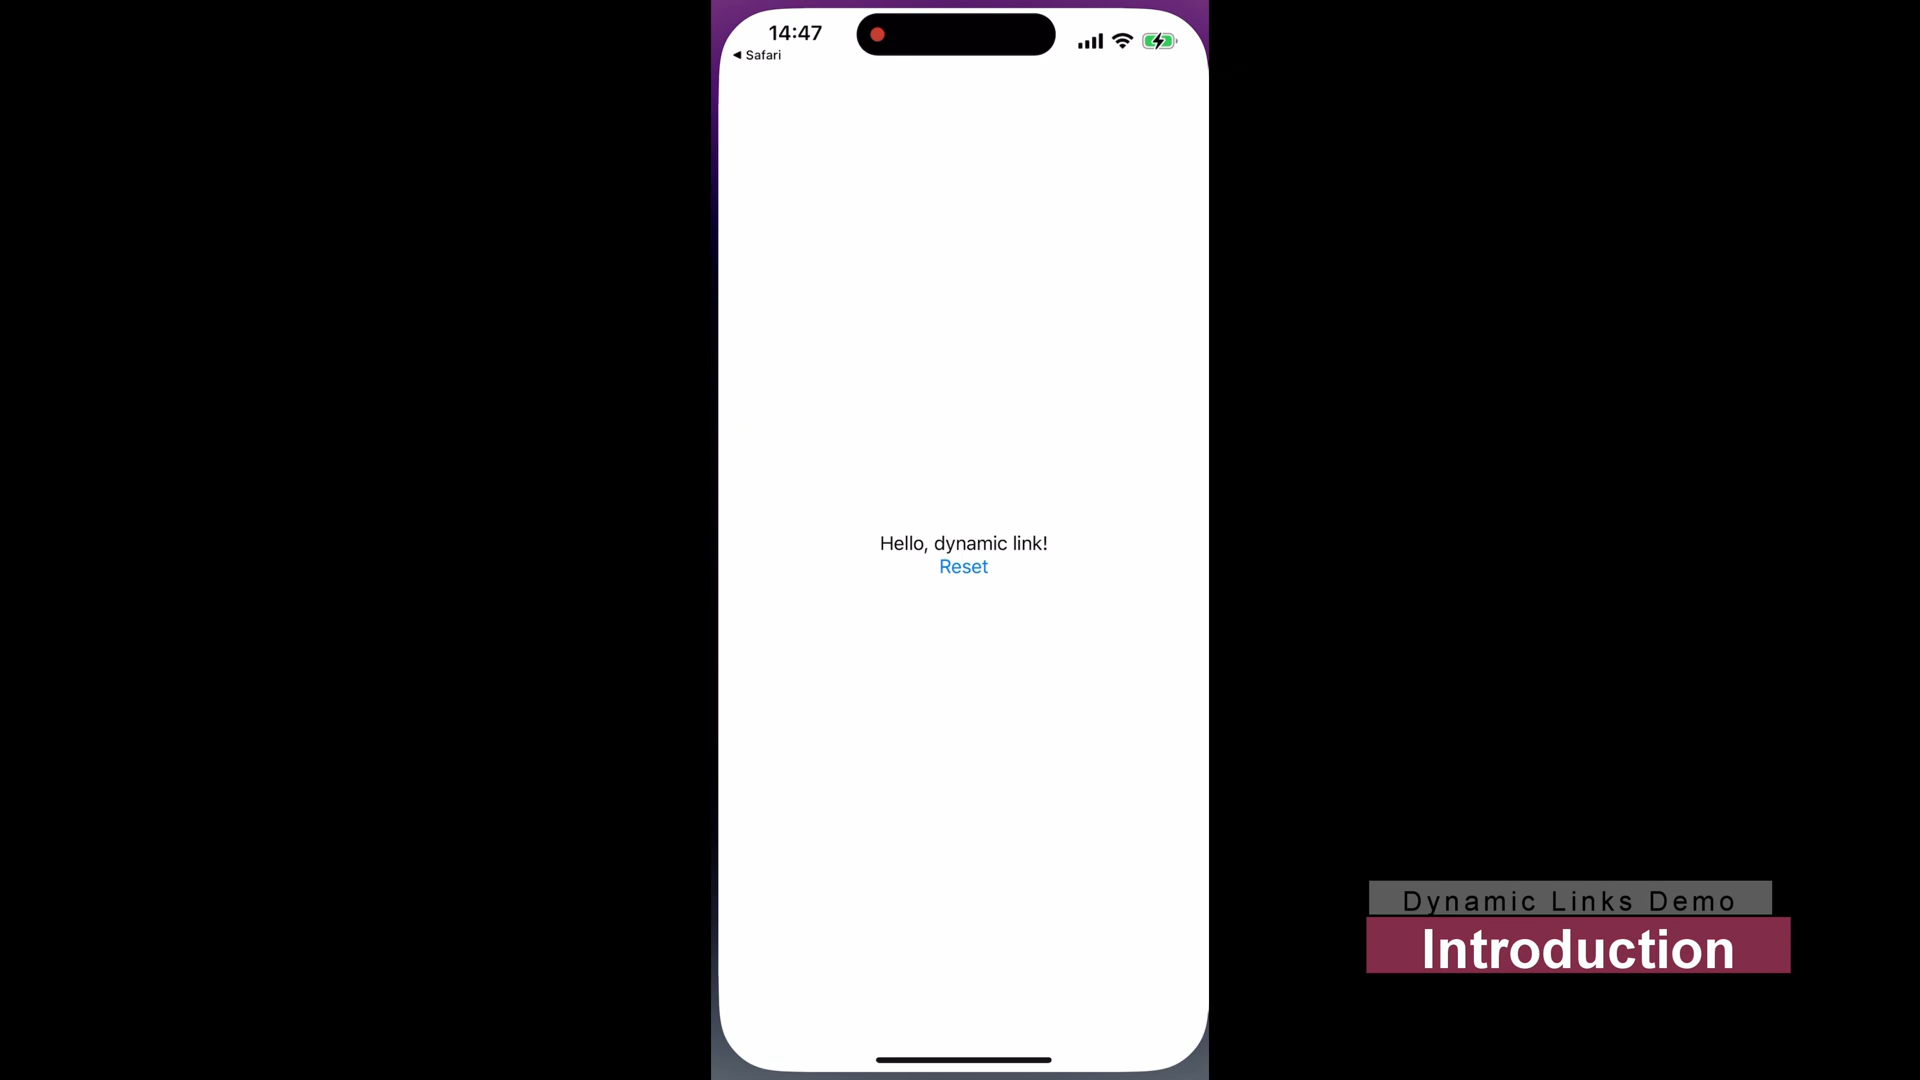 14:47
◀ Safari
Hello, dynamic link!
Reset
Dynamic Links Demo
Introduction